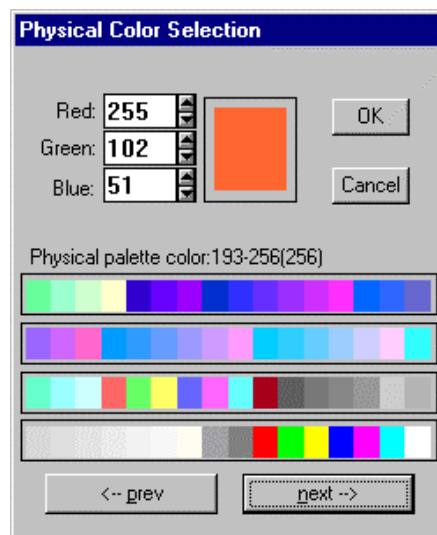 Physical Color Selection
Red: 255
OK
Green: 102
Blue: 51
Cancel
Physical palette color:193-256(256)
<-- prev
next -->